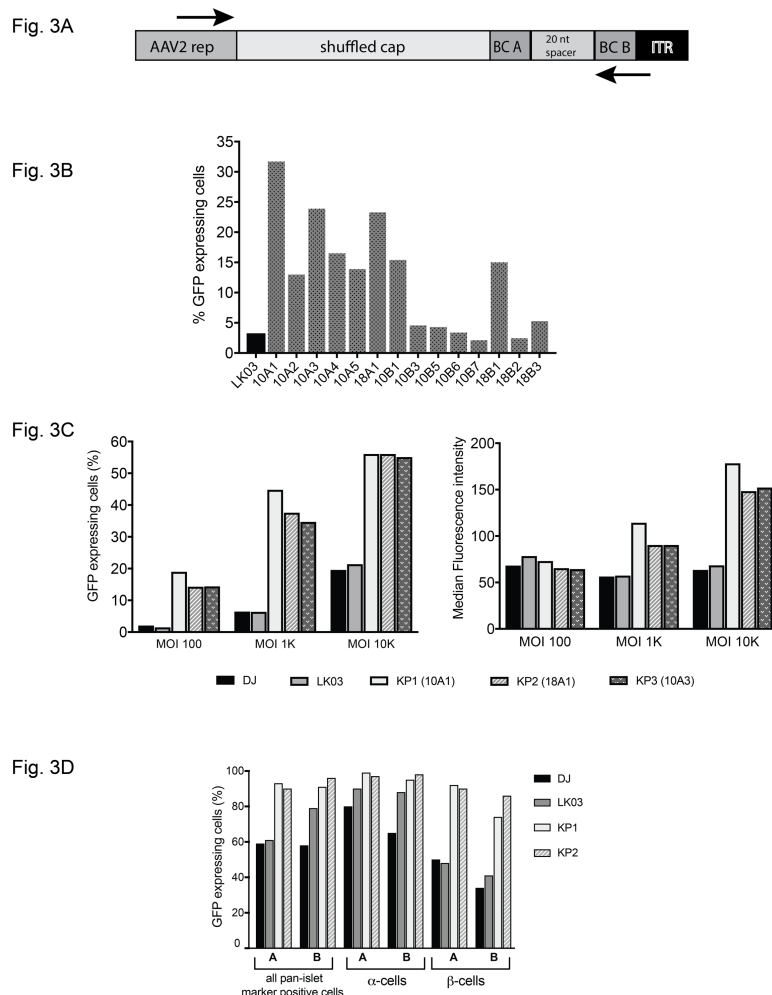 Fig. 3A
AAV2 rep
shuffled cap
BC A
20 nt
spacer
BC B
ITR
Fig. 3B
% GFP expressing cells
35
30
25
20
15
10
5
0
LK03
10A1
10A2
10A3
10A4
10A5
18A1
10B1
10B3
10B5
10B6
10B7
18B1
18B2
18B3
Fig. 3C
GFP expressing cells (%)
60
50
40
30
20
10
0
MOI 100
MOI 1K
MOI 10K
Median Fluorescence intensity
200
150
100
50
0
MOI 100
MOI 1K
MOI 10K
DJ
LK03
KP1 (10A1)
KP2 (18A1)
KP3 (10A3)
Fig. 3D
GFP expressing cells (%)
100
80
60
40
20
0
DJ
LK03
KP1
KP2
A
B
A
B
A
B
all pan-islet
marker positive cells
α-cells
β-cells